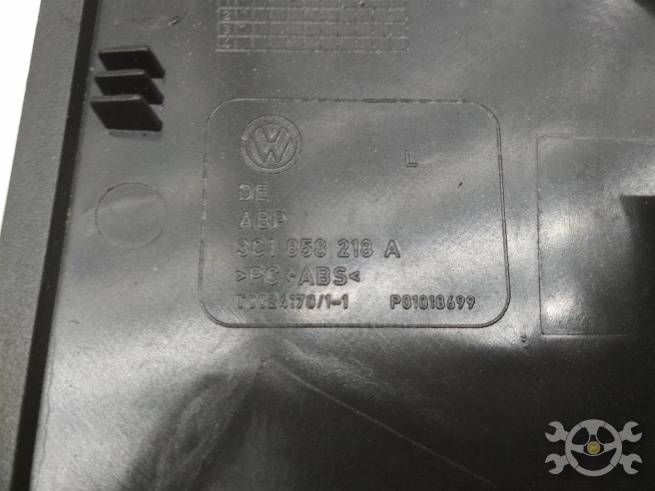 L
DE
ABP
3C1 858 218 A
>PC+ABS<
P01018699